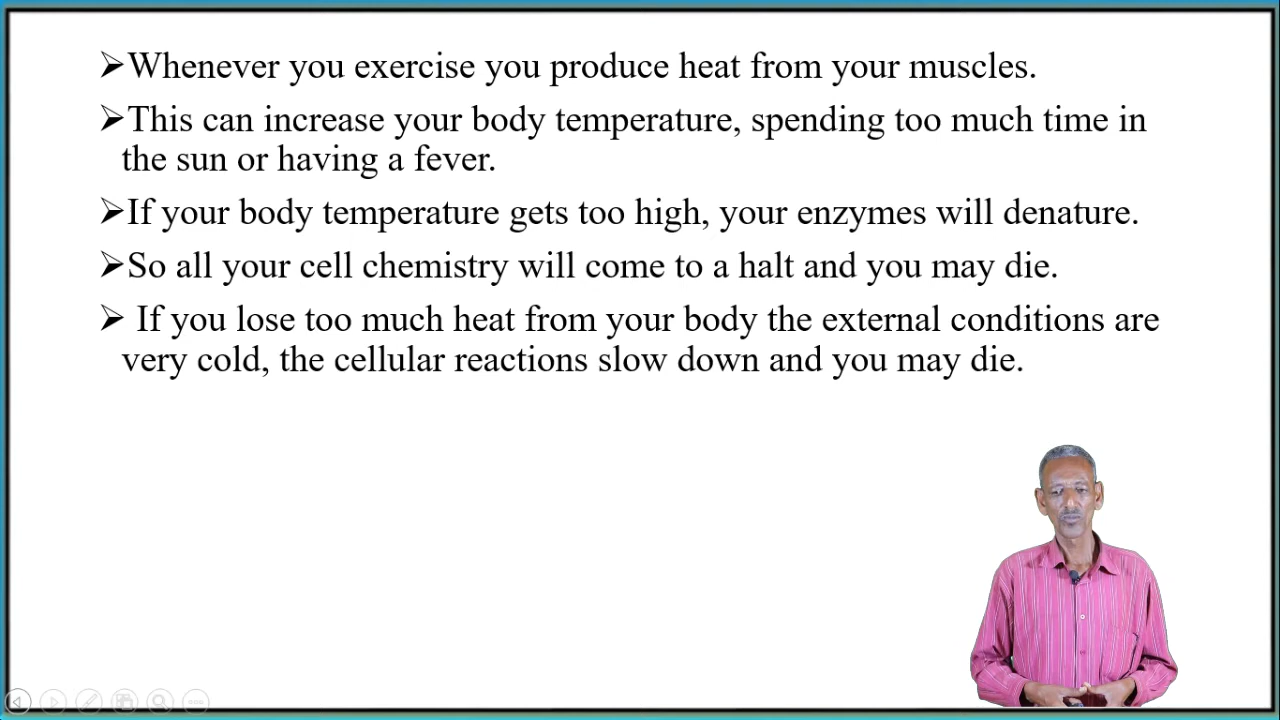 ➢Whenever you exercise you produce heat from your muscles.
➢This can increase your body temperature, spending too much time in
the sun or having a fever.
➢If your body temperature gets too high, your enzymes will denature.
➢So all your cell chemistry will come to a halt and you may die.
➢ If you lose too much heat from your body the external conditions are
very cold, the cellular reactions slow down and you may die.